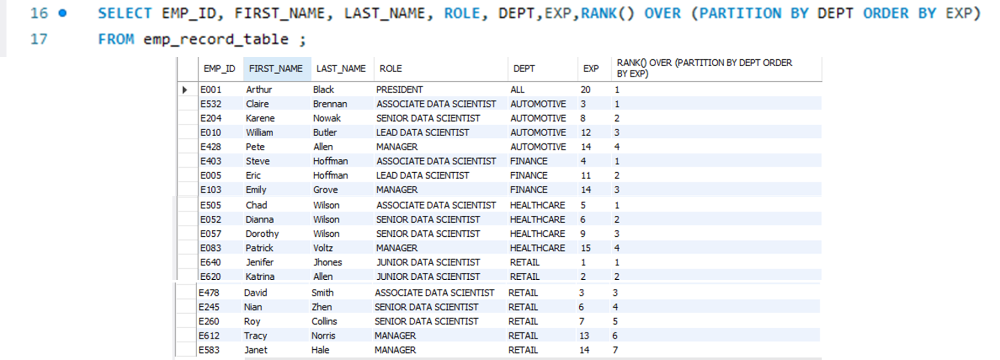 16 SELECT EMP_ID, FIRST_NAME, LAST_NAME, ROLE, DEPT,EXP,RANK() OVER (PARTITION BY DEPT ORDER BY EXP)
17 FROM emp_record_table ;
EMP_ID FIRST_NAME LAST_NAME ROLE DEPT EXP RANK() OVER (PARTITION BY DEPT ORDER
BY EXP)
E001 Arthur Black PRESIDENT ALL 20 1
E532 Claire Brennan ASSOCIATE DATA SCIENTIST AUTOMOTIVE 3 1
E204 Karene Nowak SENIOR DATA SCIENTIST AUTOMOTIVE 8 2
E010 William Butler LEAD DATA SCIENTIST AUTOMOTIVE 12 3
E428 Pete Allen MANAGER AUTOMOTIVE 14 4
E403 Steve Hoffman ASSOCIATE DATA SCIENTIST FINANCE 4 1
E005 Eric Hoffman LEAD DATA SCIENTIST FINANCE 11 2
E103 Emily Grove MANAGER FINANCE 14 3
E505 Chad Wilson ASSOCIATE DATA SCIENTIST HEALTHCARE 5 1
E052 Dianna Wilson SENIOR DATA SCIENTIST HEALTHCARE 6 2
E057 Dorothy Wilson SENIOR DATA SCIENTIST HEALTHCARE 9 3
E083 Patrick Voltz MANAGER HEALTHCARE 15 4
E640 Jenifer Jhones JUNIOR DATA SCIENTIST RETAIL 1 1
E620 Katrina Allen JUNIOR DATA SCIENTIST RETAIL 2 2
E478 David Smith ASSOCIATE DATA SCIENTIST RETAIL 3 3
E245 Nian Zhen SENIOR DATA SCIENTIST RETAIL 6 4
E260 Roy Collins SENIOR DATA SCIENTIST RETAIL 7 5
E612 Tracy Norris MANAGER RETAIL 13 6
E583 Janet Hale MANAGER RETAIL 14 7